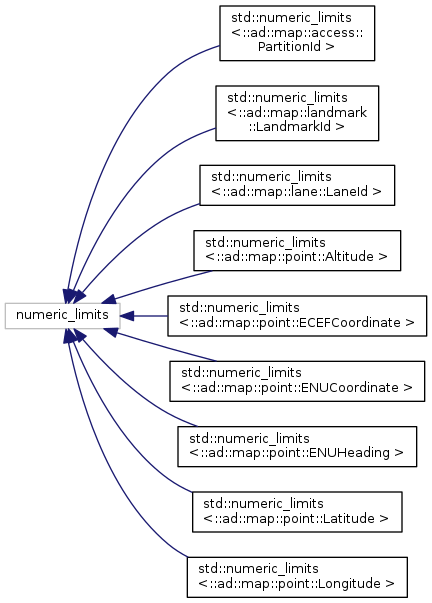 std::numeric_limits
< ::ad::map::access::
PartitionId >
std::numeric_limits
< ::ad::map::landmark
::LandmarkId >
std::numeric_limits
< ::ad::map::lane::LaneId >
std::numeric_limits
< ::ad::map::point::Altitude >
numeric_limits
std::numeric_limits
< ::ad::map::point::ECEFCoordinate >
std::numeric_limits
< ::ad::map::point::ENUCoordinate >
std::numeric_limits
< ::ad::map::point::ENUHeading >
std::numeric_limits
< ::ad::map::point::Latitude >
std::numeric_limits
< ::ad::map::point::Longitude >